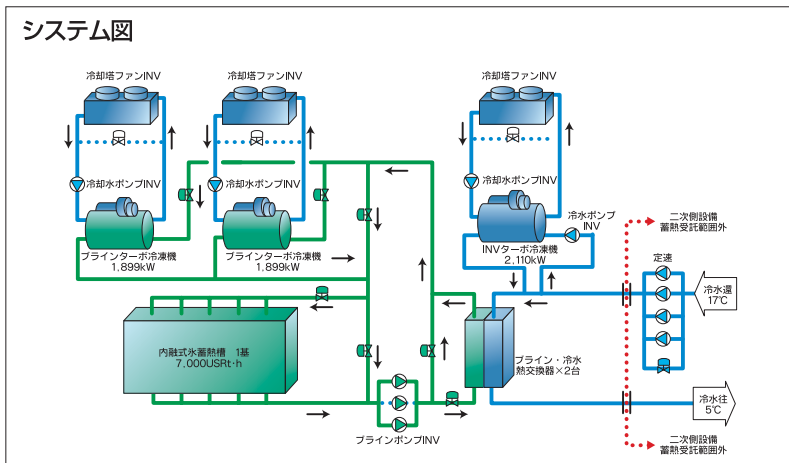 システム図
冷却塔ファンINV
冷却塔ファンINV
冷却塔ファンINV
冷却水ポンプINV
冷却水ポンプINV
冷却水ポンプINV
冷水ポンプ
INV
ブラインターボ冷凍機
1,899kW
ブラインターボ冷凍機
1,899kW
INVターボ冷凍機
2,110kW
二次側設備
蓄熱受託範囲外
定速
冷水還
17℃
内融式氷蓄熱槽 1基
7,000USRt·h
ブライン・冷水
熱交換器×2台
ブラインポンプINV
冷水往
5℃
二次側設備
蓄熱受託範囲外